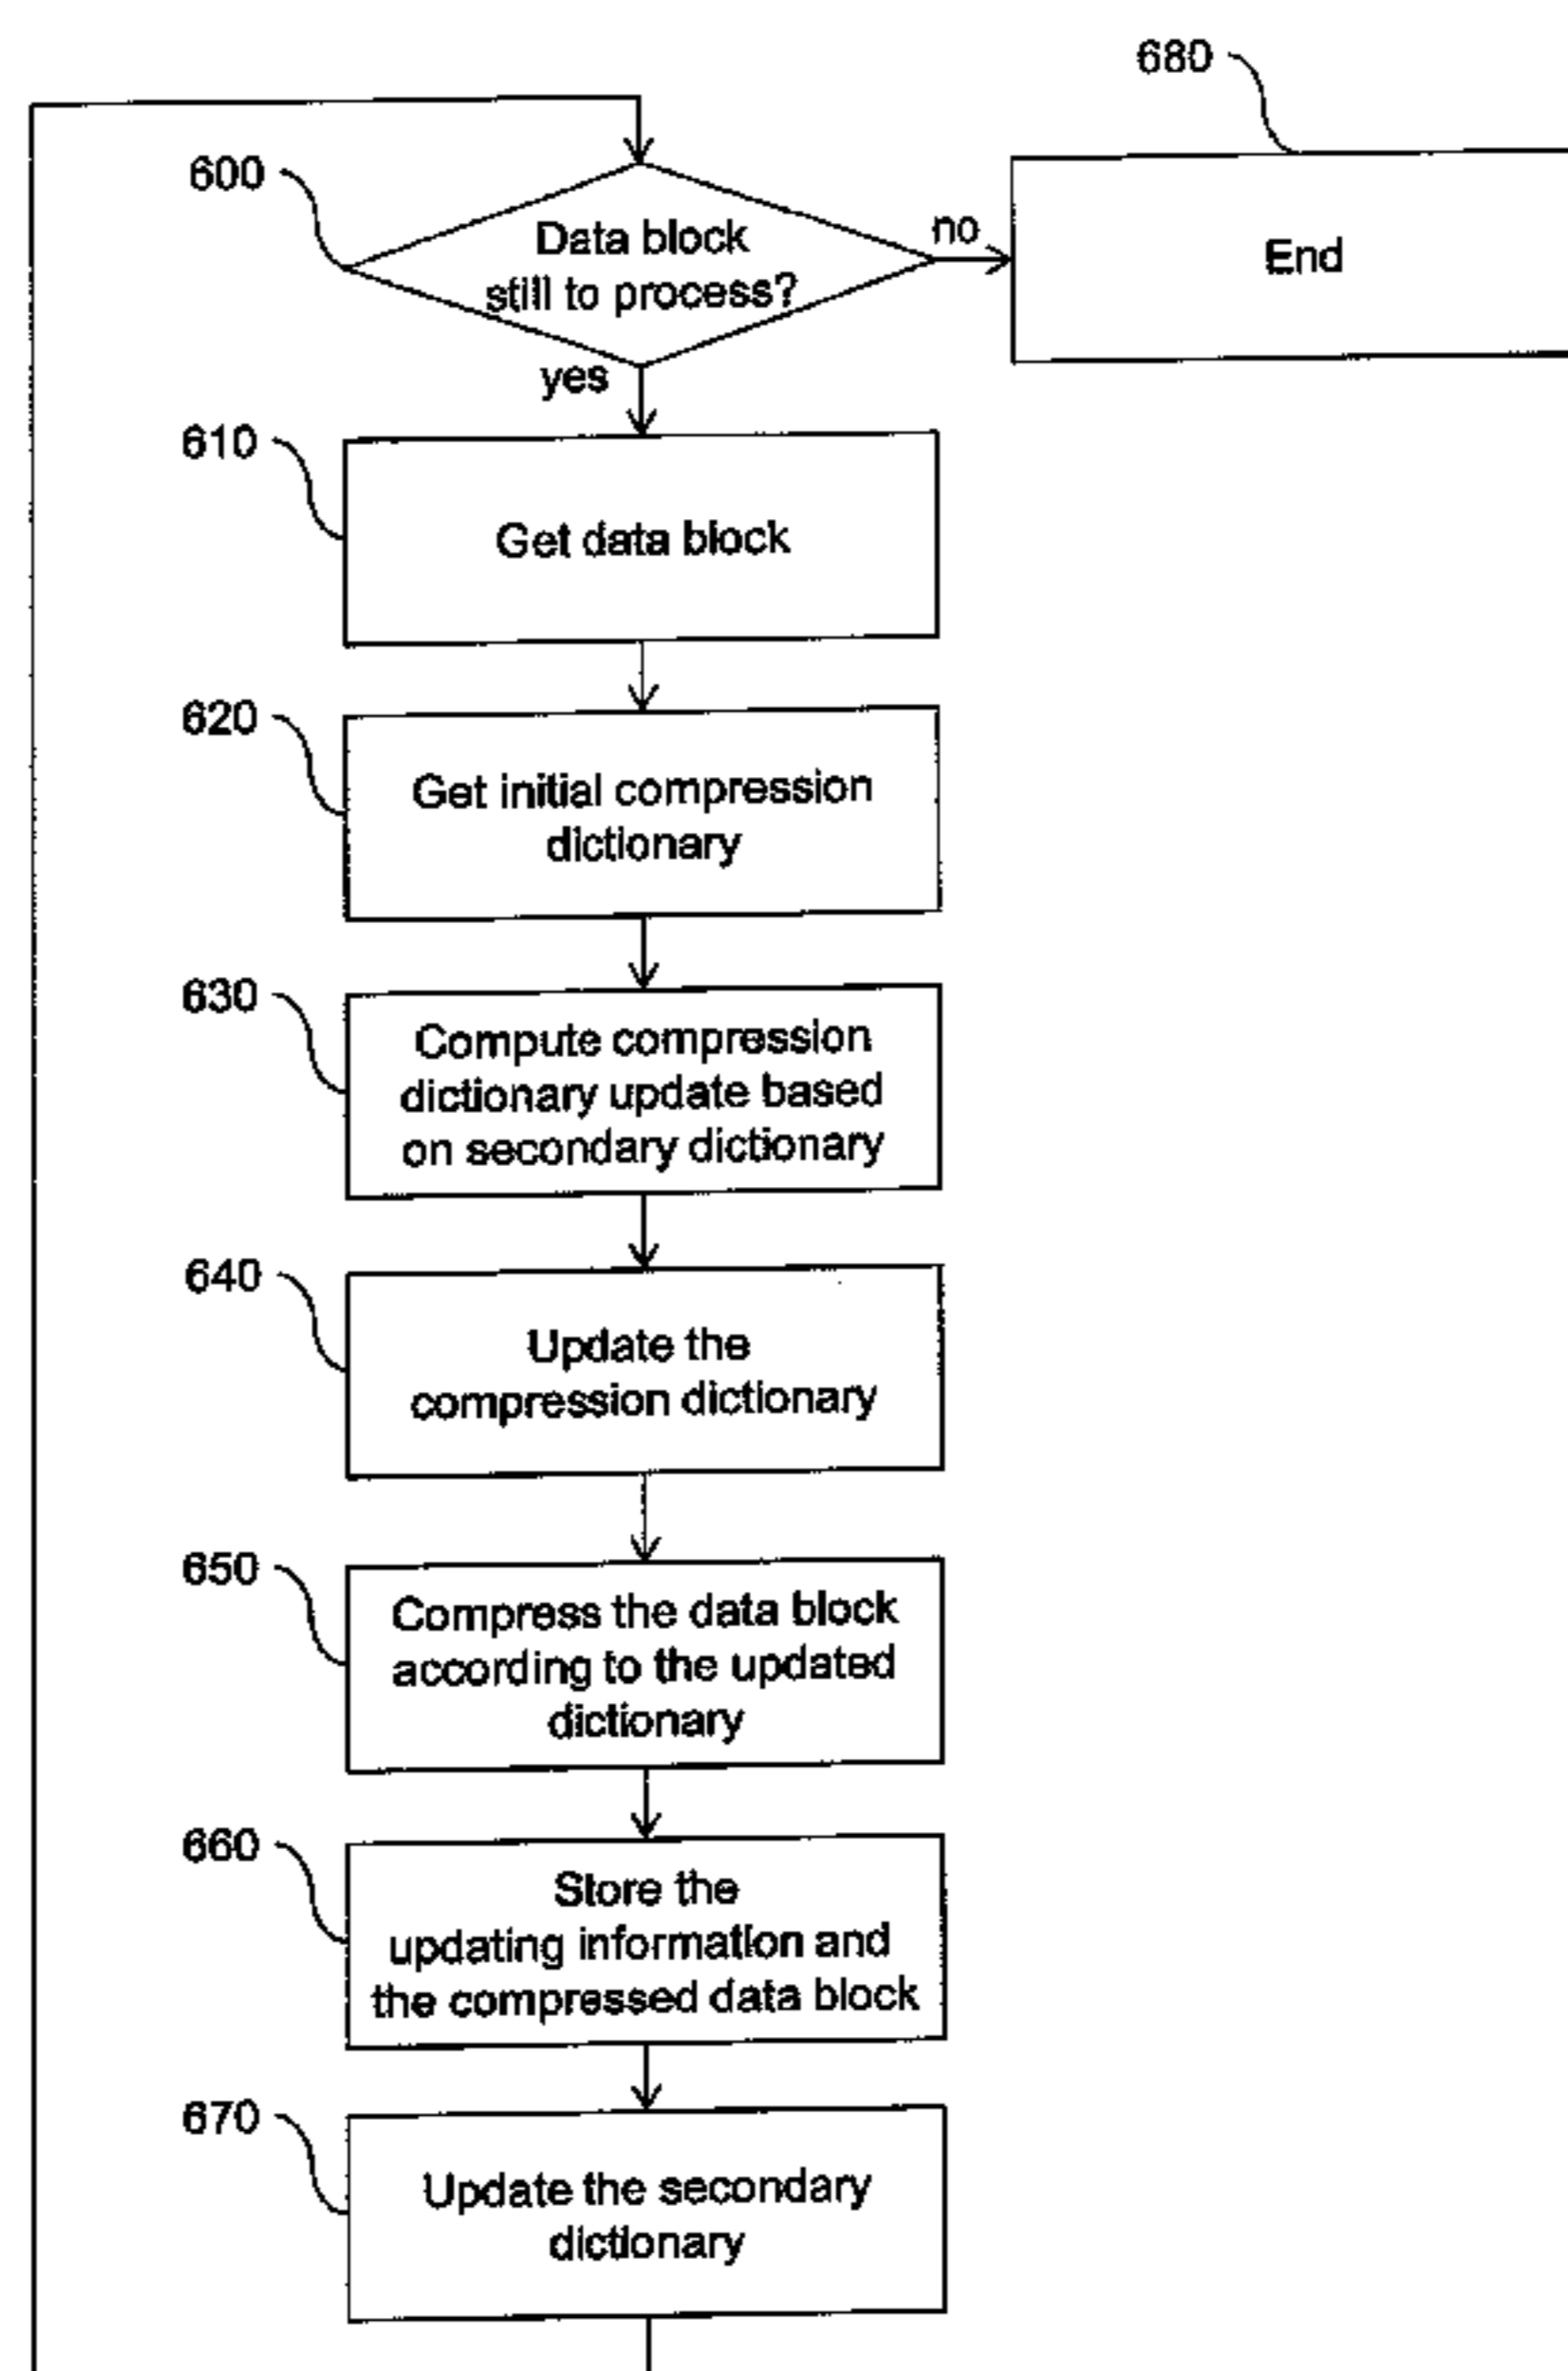 680
600
Data block
still to process?
no
End
yes
610
Get data block
620
Get initial compression
dictionary
630
Compute compression
dictionary update based
on secondary dictionary
640
Update the
compression dictionary
650
Compress the data block
according to the updated
dictionary
660
Store the
updating information and
the compressed data block
670
Update the secondary
dictionary